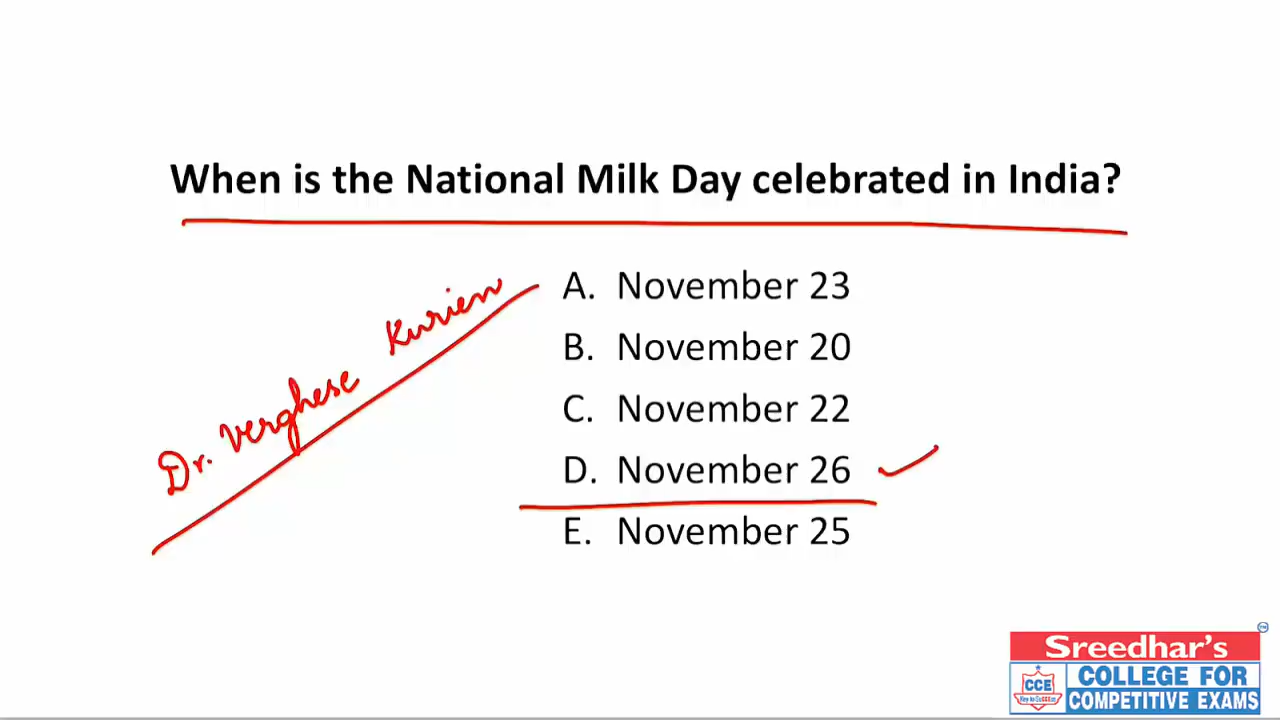 When is the National Milk Day celebrated in India?
A. November 23
B. November 20
C. November 22
D. November 26
E. November 25
Dr. Verghese Kurien
Sreedhar's
CCE
COLLEGE FOR
COMPETITIVE EXAMS